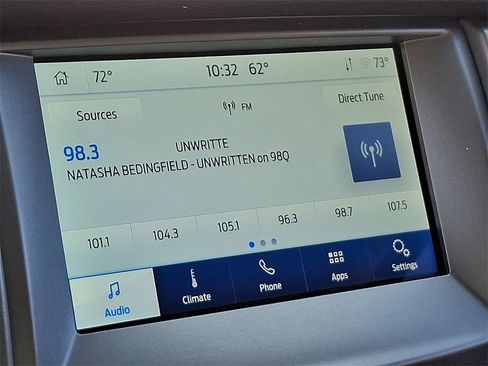 72° 10:32 62° 73°
Sources FM Direct Tune
98.3 UNWRITTE
NATASHA BEDINGFIELD - UNWRITTEN on 98Q
101.1 104.3 105.1 96.3 98.7 107.5
Audio Climate Phone Apps Settings